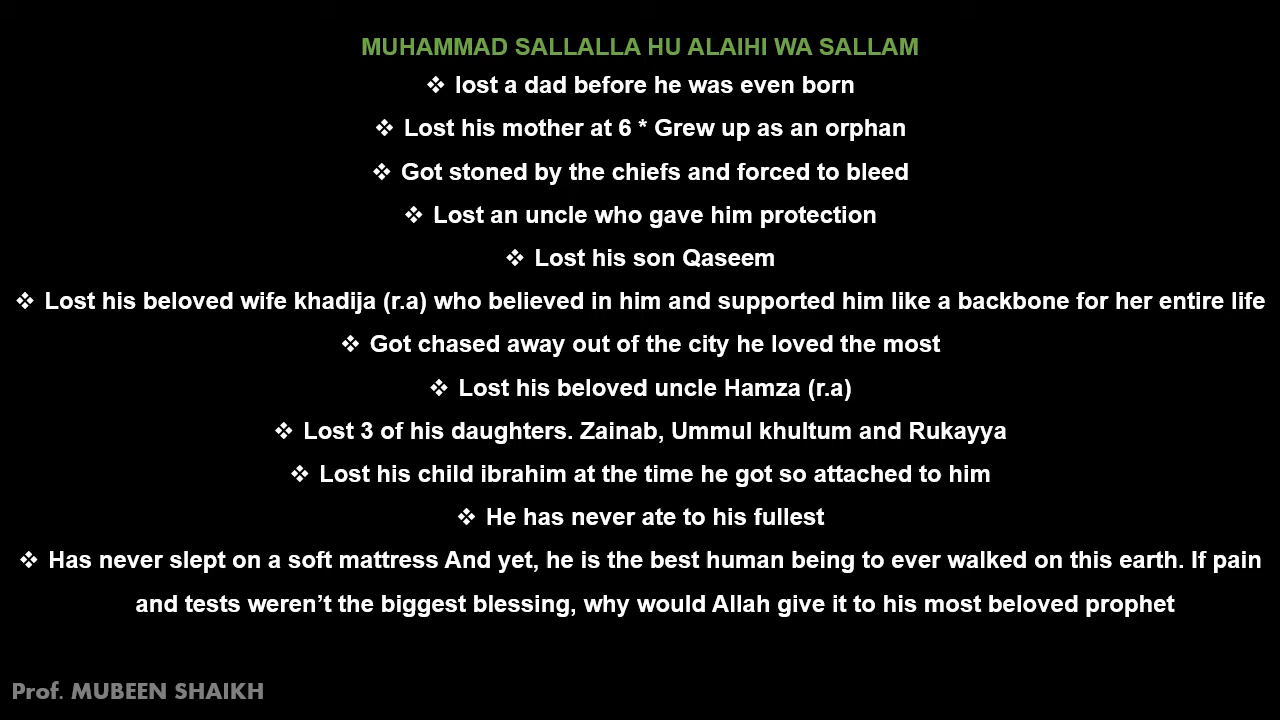 MUHAMMAD SALLALLA HU ALAIHI WA SALLAM
❖ lost a dad before he was even born
❖ Lost his mother at 6 * Grew up as an orphan
❖ Got stoned by the chiefs and forced to bleed
❖ Lost an uncle who gave him protection
❖ Lost his son Qaseem
❖ Lost his beloved wife khadija (r.a) who believed in him and supported him like a backbone for her entire life
❖ Got chased away out of the city he loved the most
❖ Lost his beloved uncle Hamza (r.a)
❖ Lost 3 of his daughters. Zainab, Ummul khultum and Rukayya
❖ Lost his child ibrahim at the time he got so attached to him
❖ He has never ate to his fullest
❖ Has never slept on a soft mattress And yet, he is the best human being to ever walked on this earth. If pain
and tests weren’t the biggest blessing, why would Allah give it to his most beloved prophet
Prof. MUBEEN SHAIKH